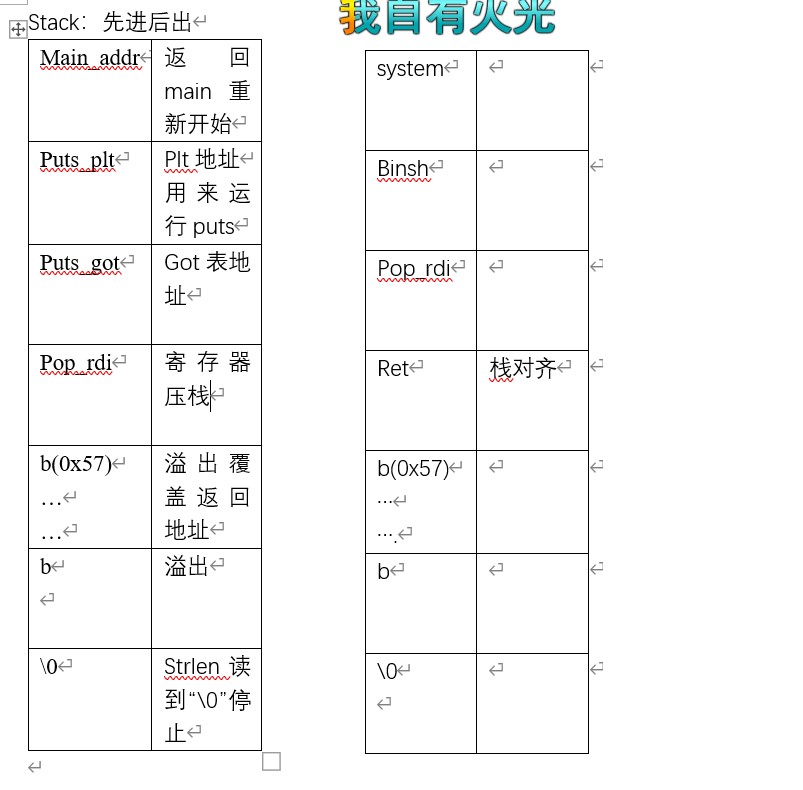 我自有火光
Stack：先进后出
Main_addr
返回
main 重
新开始
Puts_plt
Plt 地址
用来运
行 puts
Puts_got
Got 表地
址
Pop_rdi
寄存器
压栈
b(0x57)
…
…
溢出覆
盖返回
地址
b
溢出
\0
Strlen 读
到“\0”停
止
system
Binsh
Pop_rdi
Ret
栈对齐
b(0x57)
…
….
b
\0